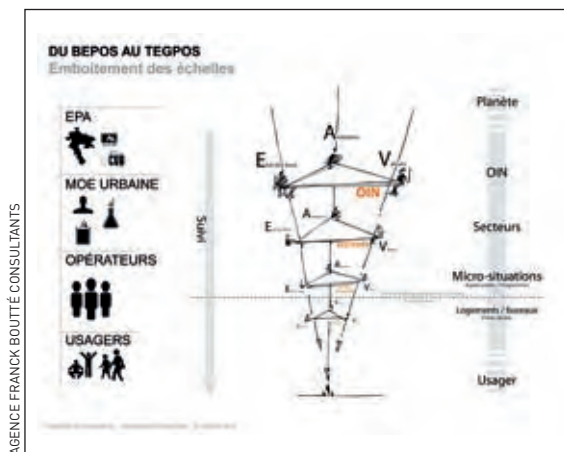 DU BEPOS AU TEGPOS
Emboitement des échelles
EPA
MOE URBAINE
OPÉRATEURS
USAGERS
Suivi
A
E
V
OIN
A
E
V
A
E
V
Planète
OIN
Secteurs
Micro-situations
Logements / bureaux
Usager
AGENCE FRANCK BOUTTÉ CONSULTANTS